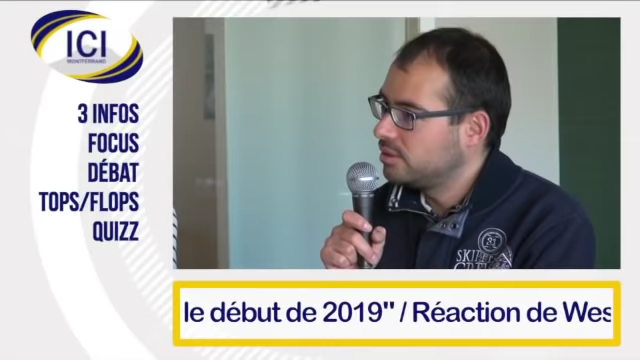 ICI
MONTFERRAND
3 INFOS
FOCUS
DÉBAT
TOPS/FLOPS
QUIZZ
le début de 2019" / Réaction de Wes